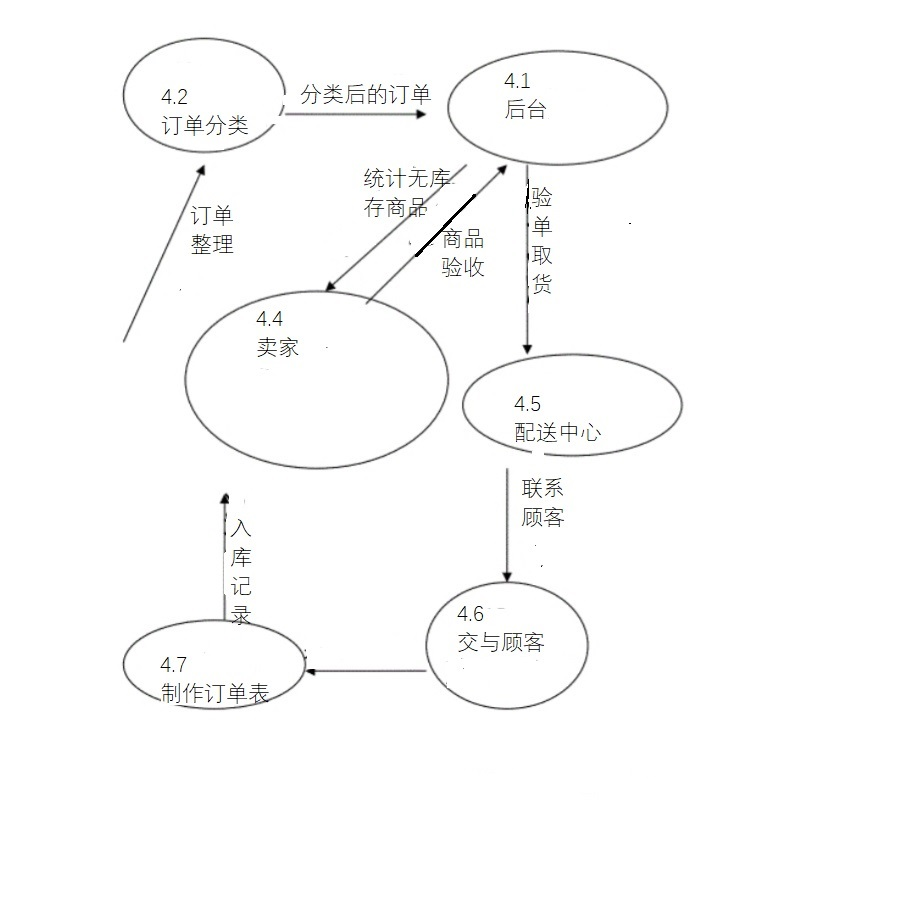 4.2
订单分类
分类后的订单
4.1
后台
订单
整理
统计无库
存商品
商品
验收
验
单
取
货
4.4
卖家
4.5
配送中心
联系
顾客
入
库
记
录
4.6
交与顾客
4.7
制作订单表